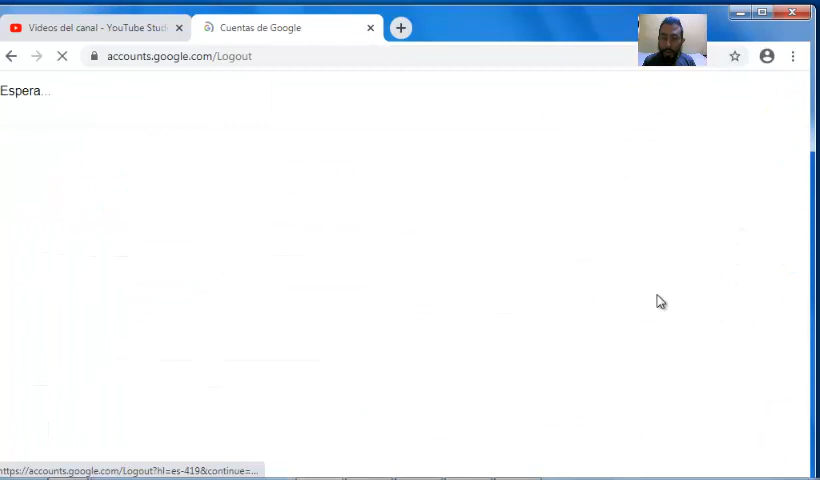 Videos del canal - YouTube Stud
Cuentas de Google
accounts.google.com/Logout
Espera...
https://accounts.google.com/Logout?hl=es-419&continue=...